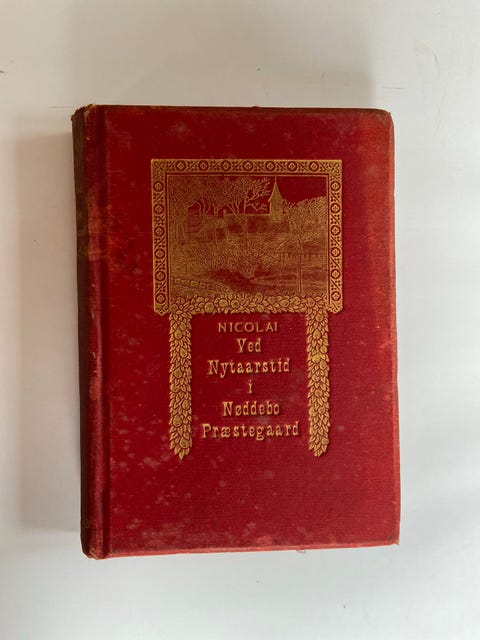 NICOLAI
Ved
Nytaarstid
i
Nøddebo
Præstegaard